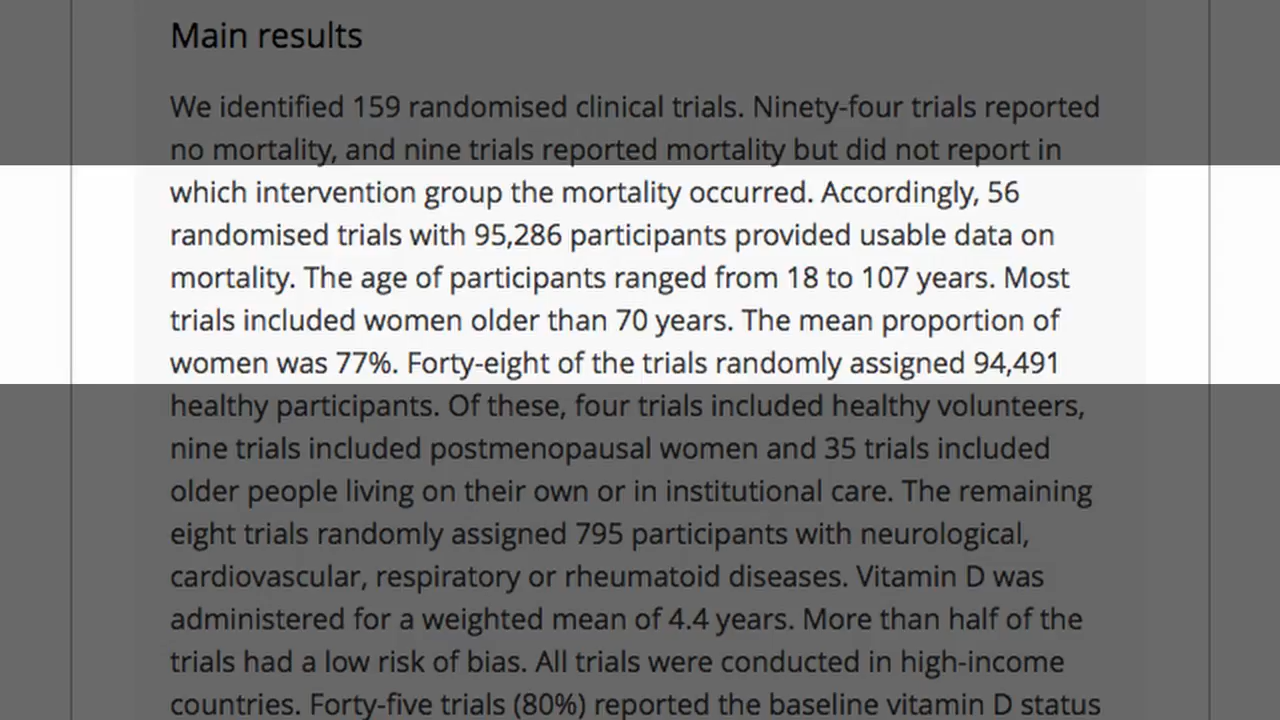 Main results
We identified 159 randomised clinical trials. Ninety-four trials reported
no mortality, and nine trials reported mortality but did not report in
which intervention group the mortality occurred. Accordingly, 56
randomised trials with 95,286 participants provided usable data on
mortality. The age of participants ranged from 18 to 107 years. Most
trials included women older than 70 years. The mean proportion of
women was 77%. Forty-eight of the trials randomly assigned 94,491
healthy participants. Of these, four trials included healthy volunteers,
nine trials included postmenopausal women and 35 trials included
older people living on their own or in institutional care. The remaining
eight trials randomly assigned 795 participants with neurological,
cardiovascular, respiratory or rheumatoid diseases. Vitamin D was
administered for a weighted mean of 4.4 years. More than half of the
trials had a low risk of bias. All trials were conducted in high-income
countries. Forty-five trials (80%) reported the baseline vitamin D status